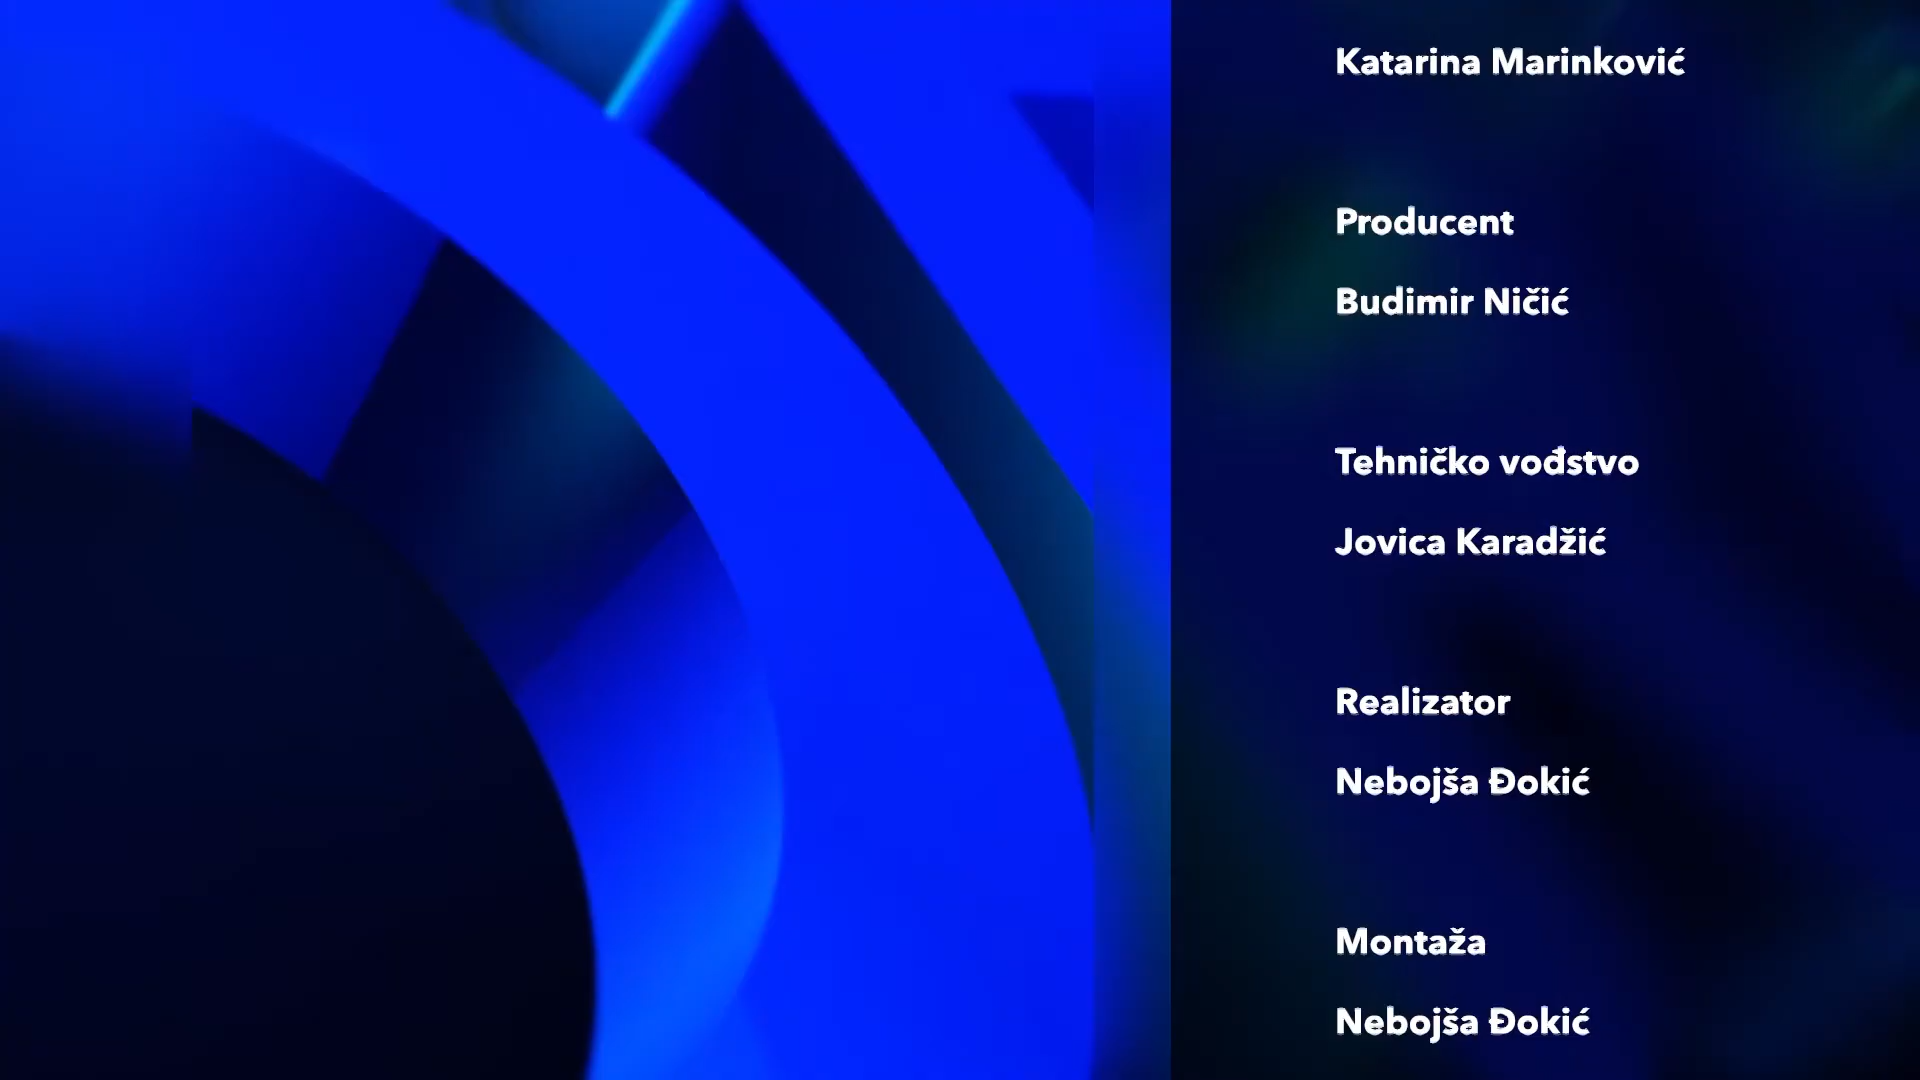 Katarina Marinković
Producent
Budimir Ničić
Tehničko vođstvo
Jovica Karadžić
Realizator
Nebojša Đokić
Montaža
Nebojša Đokić